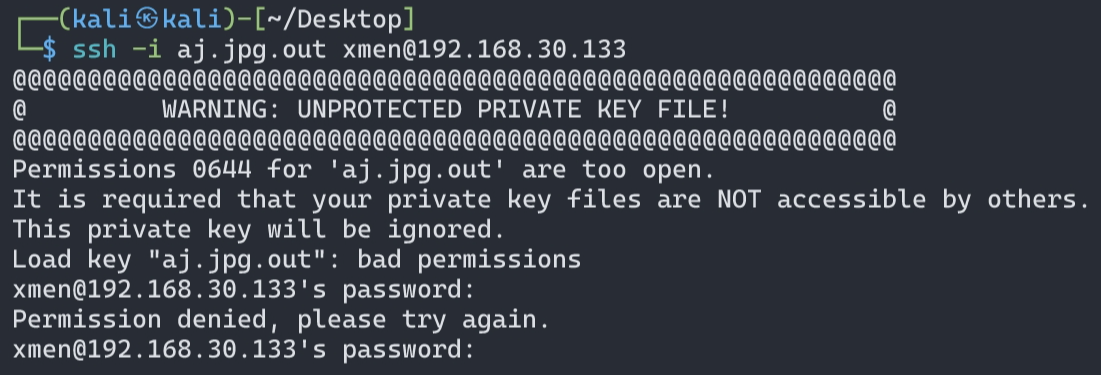 ┌──(kali㉿kali)-[~/Desktop]
└─$ ssh -i aj.jpg.out xmen@192.168.30.133
@@@@@@@@@@@@@@@@@@@@@@@@@@@@@@@@@@@@@@@@@@@@@@@@@@@@@@@@@@@
@         WARNING: UNPROTECTED PRIVATE KEY FILE!          @
@@@@@@@@@@@@@@@@@@@@@@@@@@@@@@@@@@@@@@@@@@@@@@@@@@@@@@@@@@@
Permissions 0644 for 'aj.jpg.out' are too open.
It is required that your private key files are NOT accessible by others.
This private key will be ignored.
Load key "aj.jpg.out": bad permissions
xmen@192.168.30.133's password:
Permission denied, please try again.
xmen@192.168.30.133's password: